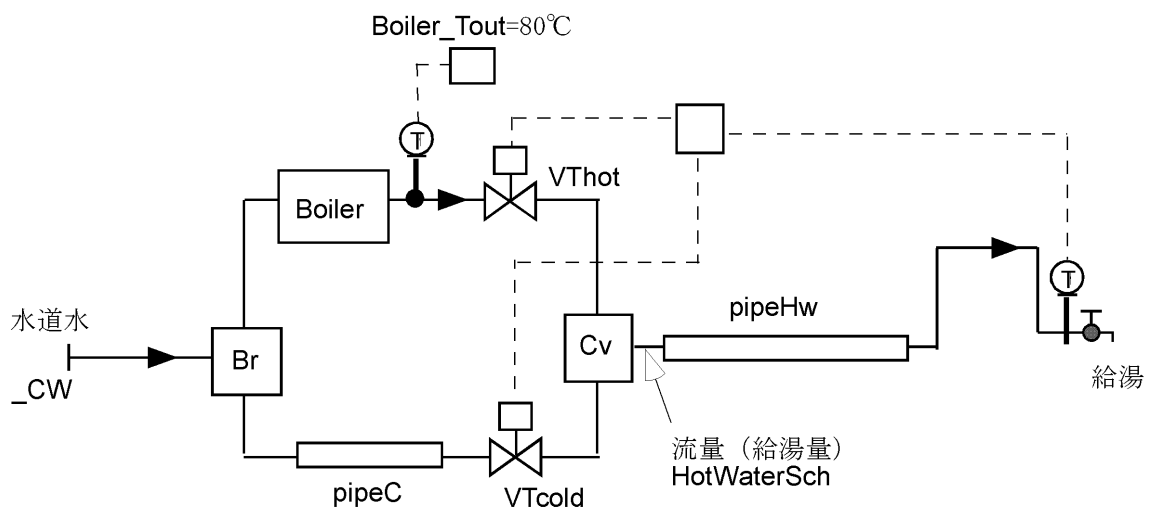 Boiler_Tout=80℃
T
VThot
Boiler
T
pipeHw
水道水
Br
Cv
_CW
給湯
流量（給湯量）
HotWaterSch
pipeC
VTcold